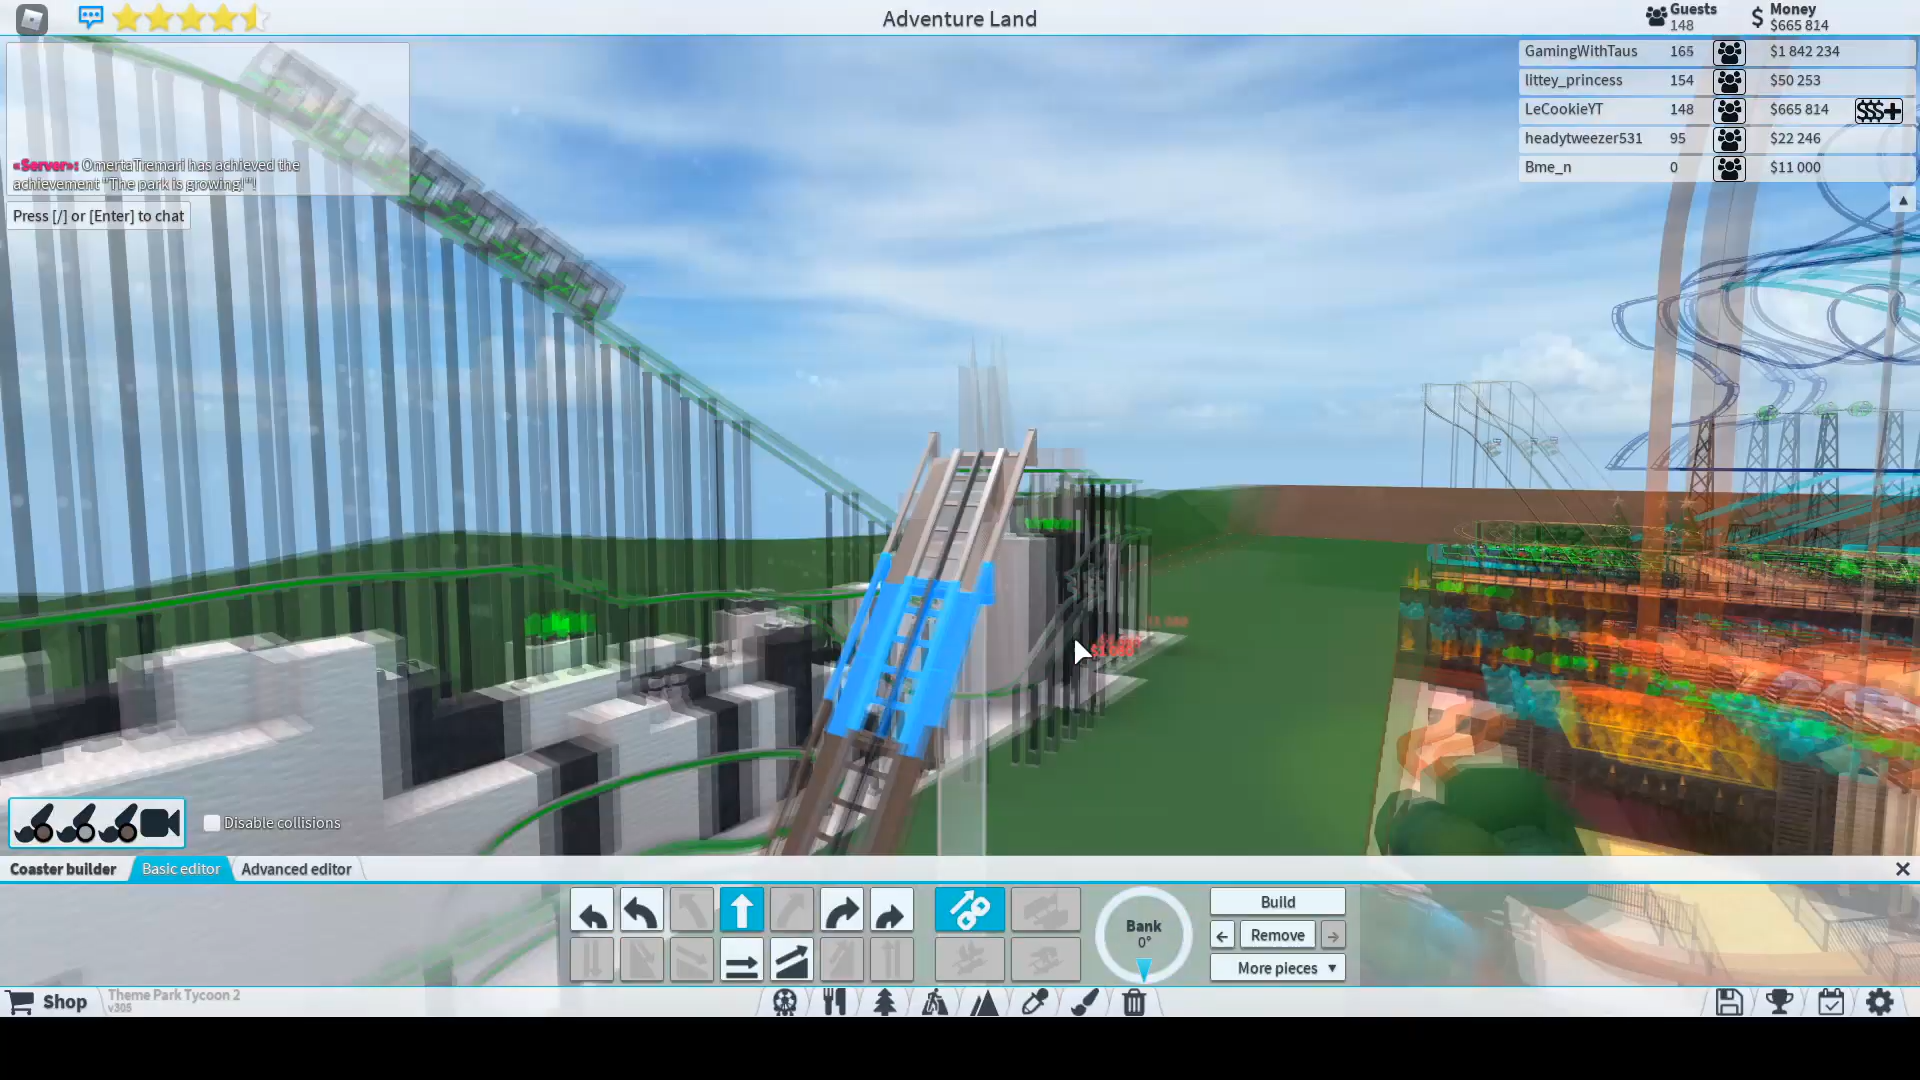 Adventure Land
Guests
148
Money
$665 814
GamingWithTaus 165 $1 842 234
littey_princess 154 $50 253
LeCookieYT 148 $665 814 $$$+
headytweezer531 95 $22 246
Bme_n 0 $11 000
«Server»: OmertaTremari has achieved the
achievement "The park is growing!"!
Press [/] or [Enter] to chat
Disable collisions
Coaster builder Basic editor Advanced editor
Bank
0°
Build
Remove
More pieces
Shop
Theme Park Tycoon 2
v305